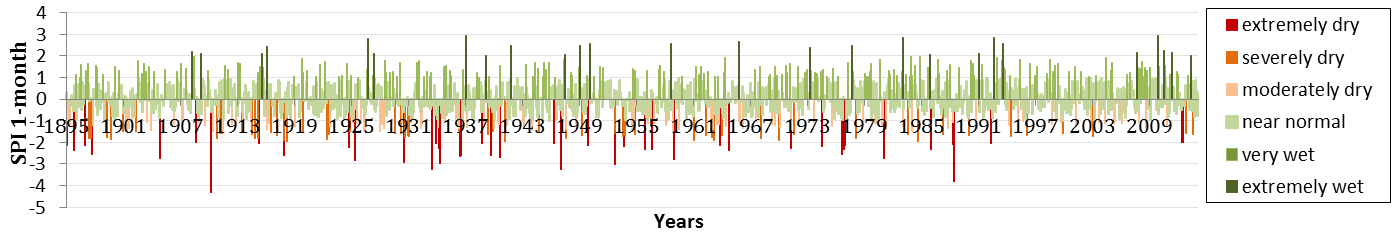 SPI 1-month
4
3
2
1
0
-1
-2
-3
-4
-5
1895 1901 1907 1913 1919 1925 1931 1937 1943 1949 1955 1961 1967 1973 1979 1985 1991 1997 2003 2009
Years
extremely dry
severely dry
moderately dry
near normal
very wet
extremely wet